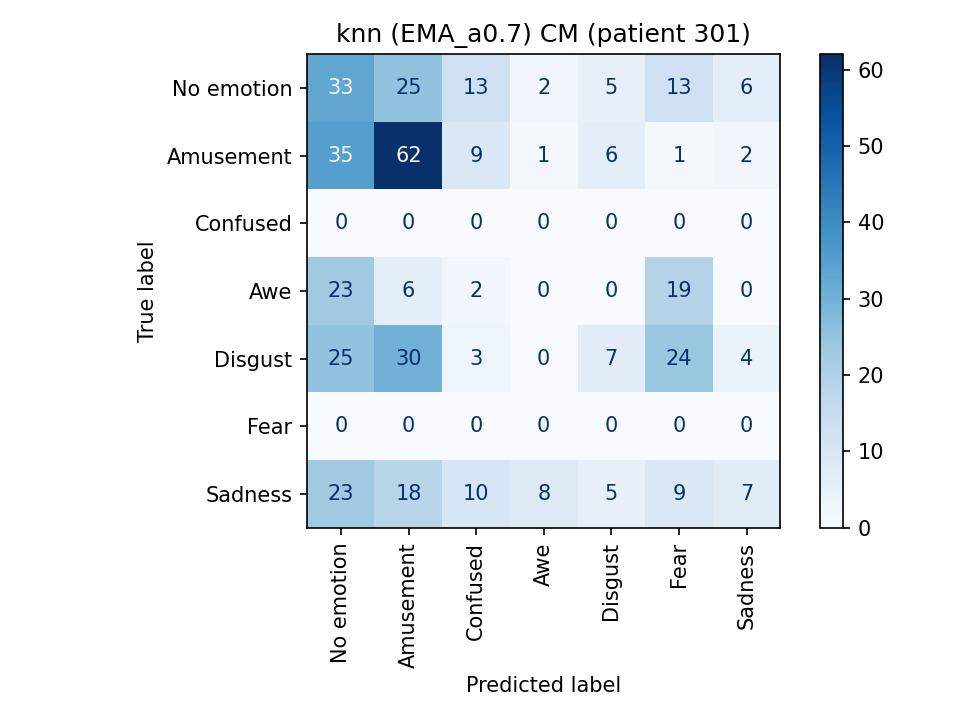 knn (EMA_a0.7) CM (patient 301)
No emotion 33 25 13 2 5 13 6
Amusement 35 62 9 1 6 1 2
Confused 0 0 0 0 0 0 0
Awe 23 6 2 0 0 19 0
Disgust 25 30 3 0 7 24 4
Fear 0 0 0 0 0 0 0
Sadness 23 18 10 8 5 9 7
True label
No emotion
Amusement
Confused
Awe
Disgust
Fear
Sadness
Predicted label
60
50
40
30
20
10
0